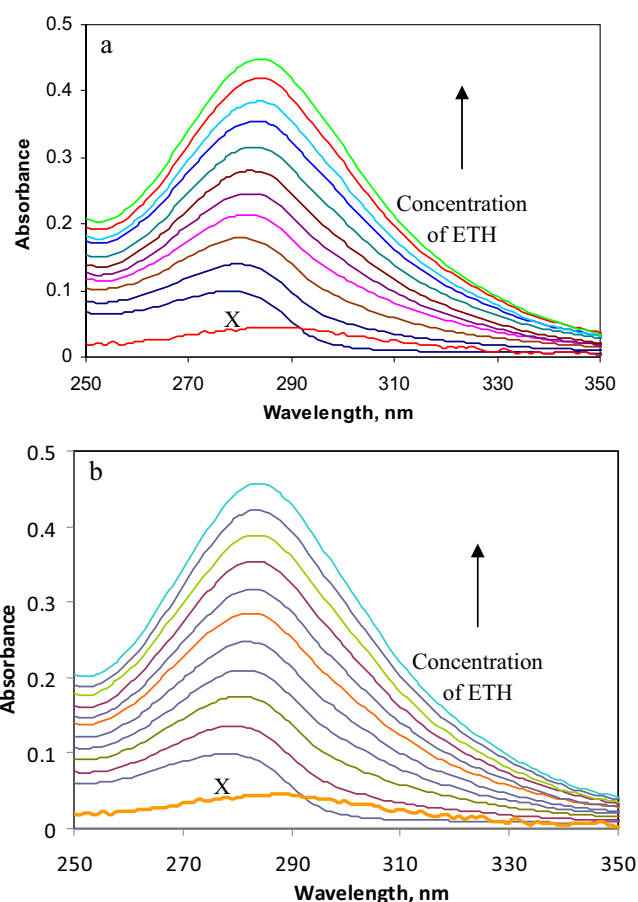 a
0.5
0.4
0.3
0.2
0.1
0
Absorbance
Concentration
of ETH
X
250 270 290 310 330 350
Wavelength, nm
b
0.5
0.4
0.3
0.2
0.1
0
Absorbance
Concentration
of ETH
X
250 270 290 310 330 350
Wavelength, nm